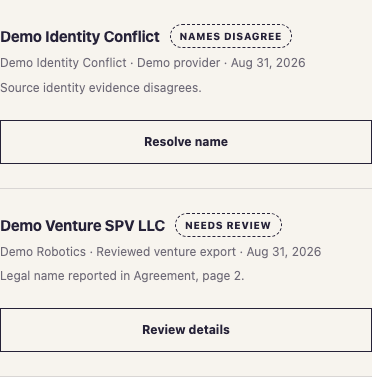 Demo Identity Conflict NAMES DISAGREE
Demo Identity Conflict · Demo provider · Aug 31, 2026
Source identity evidence disagrees.
Resolve name
Demo Venture SPV LLC NEEDS REVIEW
Demo Robotics · Reviewed venture export · Aug 31, 2026
Legal name reported in Agreement, page 2.
Review details